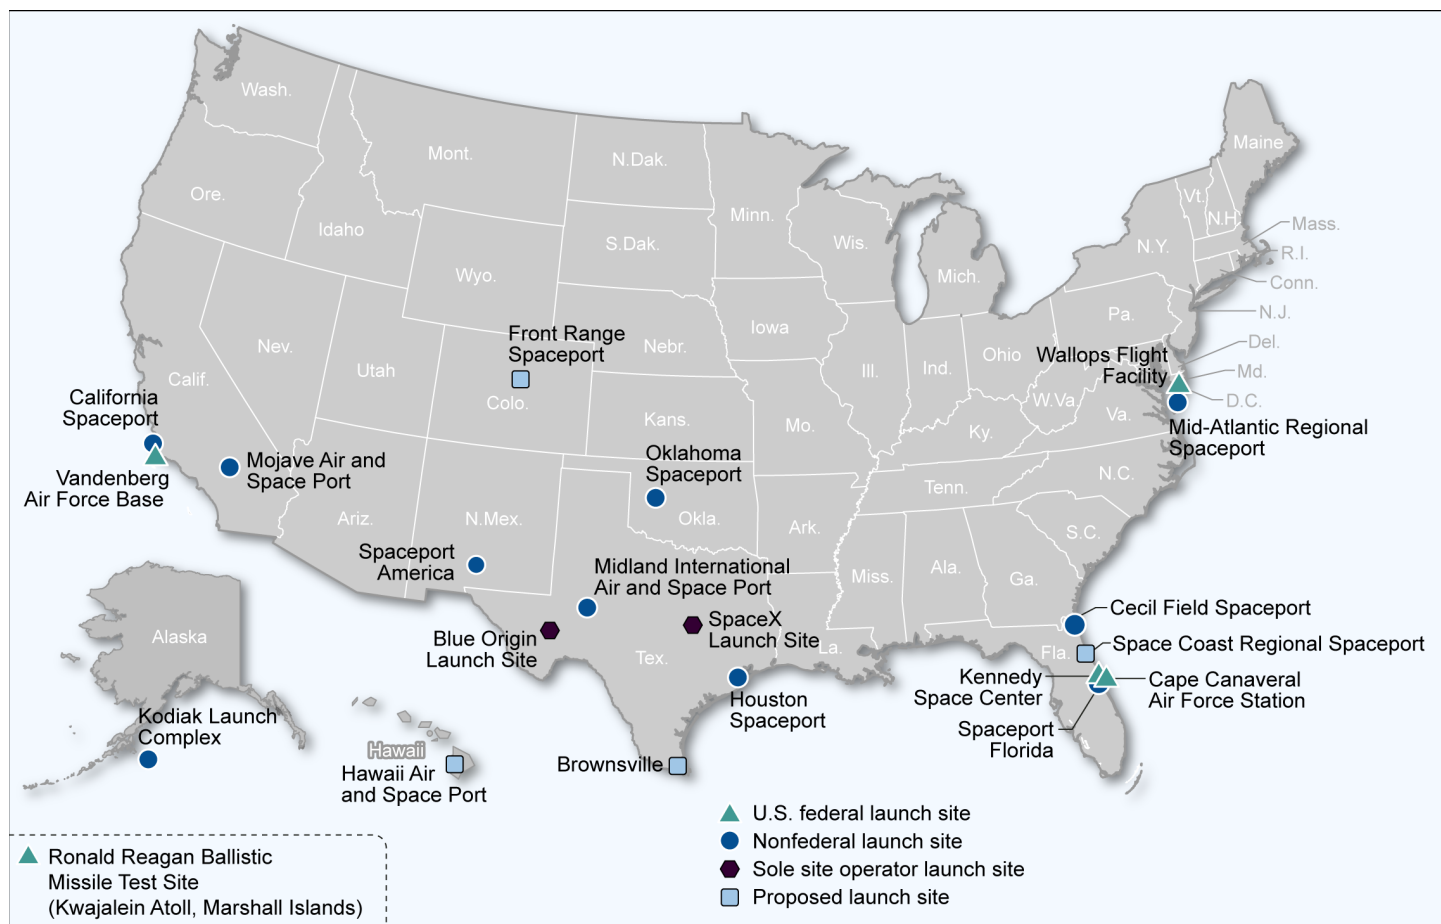 Wash.
Mont.
N.Dak.
Minn.
Maine
Ore.
Idaho
S.Dak.
Wis.
Vt.
N.H.
Mass.
Wyo.
Mich.
N.Y.
R.I.
Conn.
Front Range
Spaceport
Nebr.
Iowa
Pa.
N.J.
Nev.
Utah
Colo.
Ill.
Ind.
Ohio
Wallops Flight
Facility
Del.
Md.
D.C.
Calif.
California
Spaceport
Kans.
Mo.
W.Va.
Va.
Ky.
Mid-Atlantic Regional
Spaceport
Vandenberg
Air Force Base
Mojave Air and
Space Port
Oklahoma
Spaceport
Tenn.
N.C.
Ariz.
N.Mex.
Okla.
Ark.
S.C.
Spaceport
America
Midland International
Air and Space Port
Miss.
Ala.
Ga.
Blue Origin
Launch Site
SpaceX
Launch Site
Tex.
La.
Cecil Field Spaceport
Fla.
Space Coast Regional Spaceport
Kennedy
Space Center
Cape Canaveral
Air Force Station
Spaceport
Florida
Houston
Spaceport
Alaska
Kodiak Launch
Complex
Hawaii
Hawaii Air
and Space Port
Brownsville
U.S. federal launch site
Nonfederal launch site
Sole site operator launch site
Proposed launch site
Ronald Reagan Ballistic
Missile Test Site
(Kwajalein Atoll, Marshall Islands)